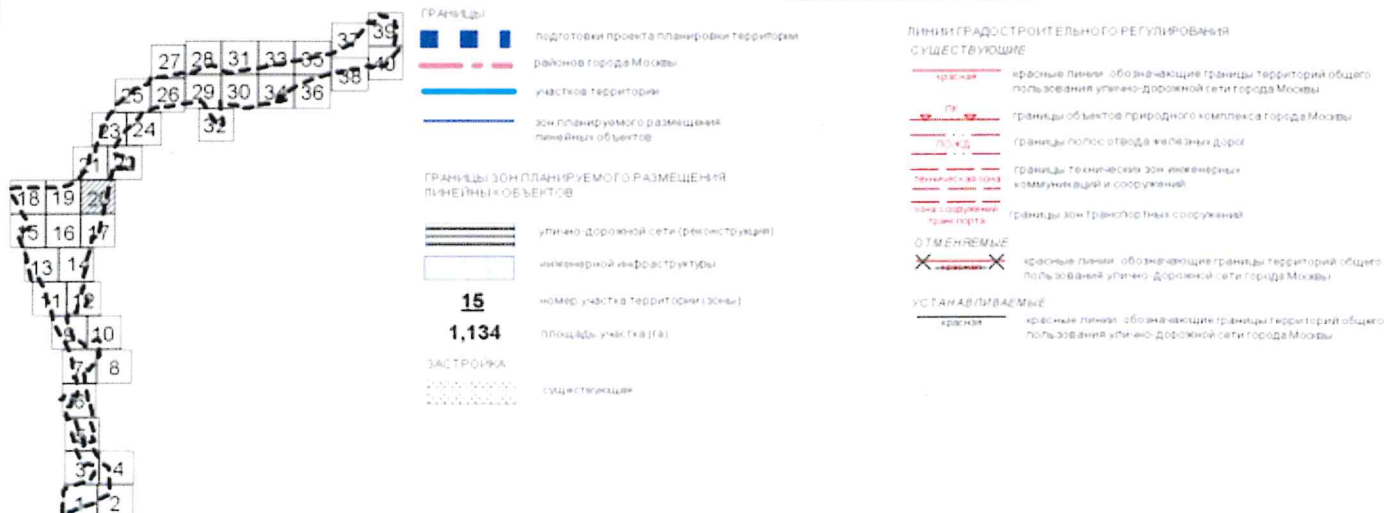 39
37
27 28 31 33 35
40
38
25 26 29 30 34 36
32
23 24
21
18 19 20
15 16 17
13 14
11 12
9 10
7 8
6
5
3 4
1 2
ГРАНИЦЫ
подготовки проекта планировки территории
районов города Москвы
участков территории
зон планируемого размещения
линейных объектов
ГРАНИЦЫ ЗОН ПЛАНИРУЕМОГО РАЗМЕЩЕНИЯ
ЛИНЕЙНЫХ ОБЪЕКТОВ
улично-дорожной сети (реконструкция)
инженерной инфраструктуры
15 номер участка территории (зоны)
1,134 площадь участка (га)
ЗАСТРОЙКА
существующая
ЛИНИИ ГРАДОСТРОИТЕЛЬНОГО РЕГУЛИРОВАНИЯ
СУЩЕСТВУЮЩИЕ
красная
красные линии, обозначающие границы территорий общего
пользования улично-дорожной сети города Москвы
ПК
границы объектов природного комплекса города Москвы
ПОЖД
границы полос отвода железных дорог
техническая зона
границы технических зон инженерных
коммуникаций и сооружений
зона сооружений
транспорта
границы зон транспортных сооружений
ОТМЕНЯЕМЫЕ
красная
красные линии, обозначающие границы территорий общего
пользования улично-дорожной сети города Москвы
УСТАНАВЛИВАЕМЫЕ
красная
красные линии, обозначающие границы территорий общего
пользования улично-дорожной сети города Москвы